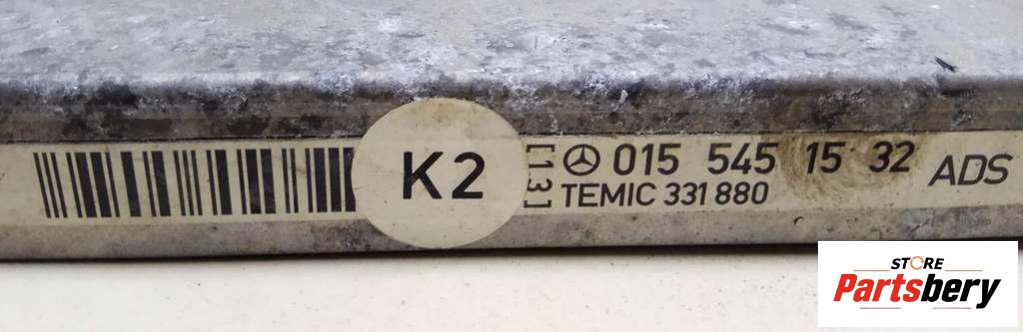 K2
[13] 015 545 15 32 ADS
TEMIC 331 880
STORE
Partsbery